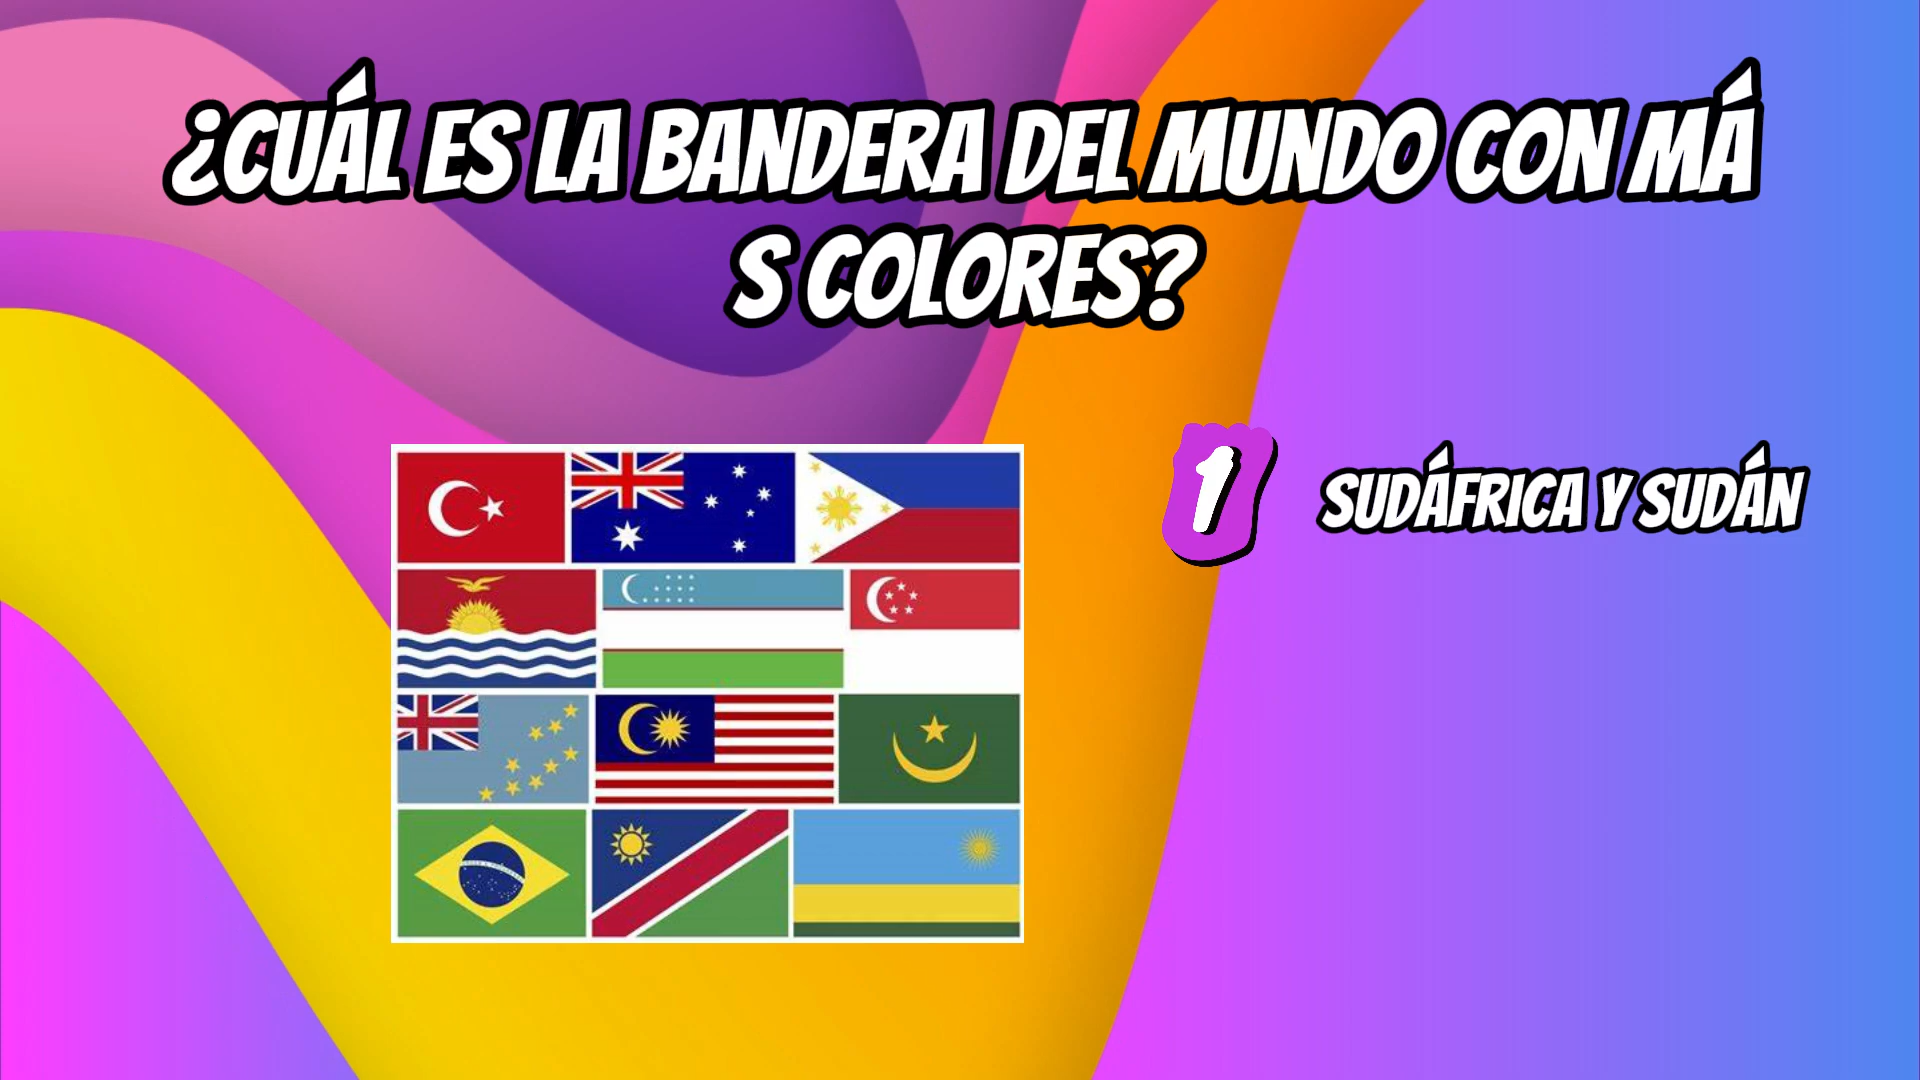 ¿CUÁL ES LA BANDERA DEL MUNDO CON MÁ
S COLORES?
1 SUDÁFRICA Y SUDÁN